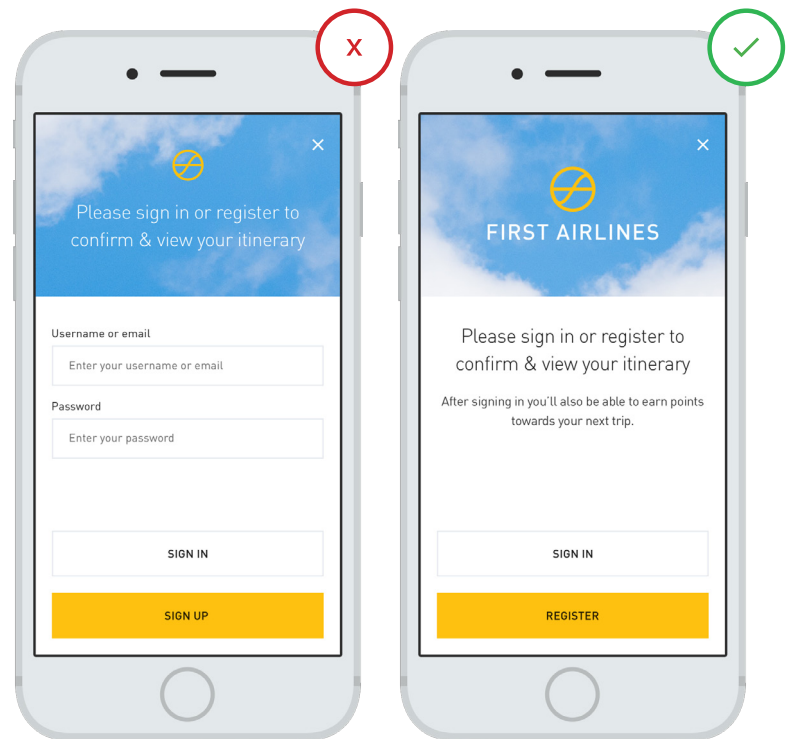 X
Please sign in or register to
confirm & view your itinerary
Username or email
Enter your username or email
Password
Enter your password
SIGN IN
SIGN UP
FIRST AIRLINES
Please sign in or register to
confirm & view your itinerary
After signing in you'll also be able to earn points
towards your next trip.
SIGN IN
REGISTER